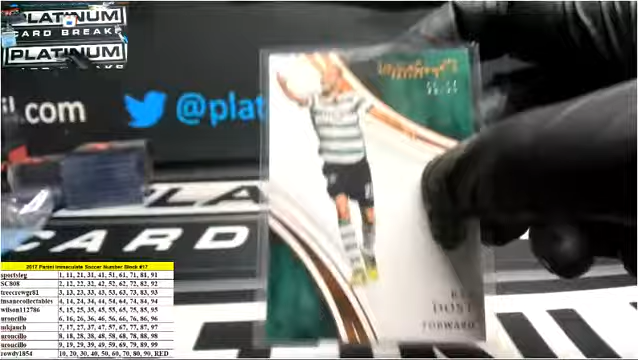 PLATINUM
CARD BREAKS
PLATINUM
il.com
@plat
PLA
CARD
DOST
FORWARD
2017 Panini Immaculate Soccer Number Block #17
sportsieg 1, 11, 21, 31, 41, 51, 61, 71, 81, 91
SC808 2, 12, 22, 32, 42, 52, 62, 72, 82, 92
treecrewgr81 3, 13, 23, 33, 43, 53, 63, 73, 83, 93
4, 14, 24, 34, 44, 54, 64, 74, 84, 94
wilson112786 5, 15, 25, 35, 45, 55, 65, 75, 85, 95
uroncillo 6, 16, 26, 36, 46, 56, 66, 76, 86, 96
7, 17, 27, 37, 47, 57, 67, 77, 87, 97
uroncillo 8, 18, 28, 38, 48, 58, 68, 78, 88, 98
uroncillo 9, 19, 29, 39, 49, 59, 69, 79, 89, 99
rowdy1854 10, 20, 30, 40, 50, 60, 70, 80, 90, RED